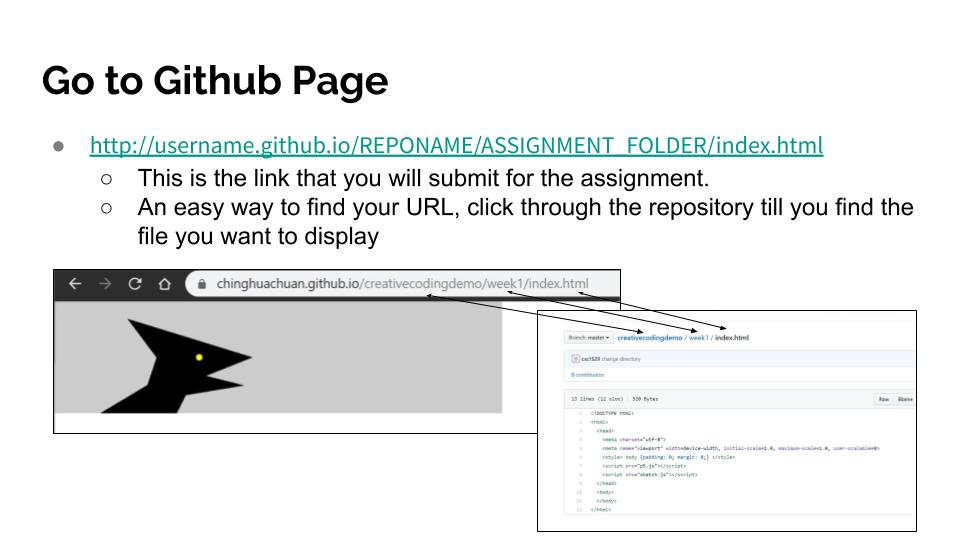 Go to Github Page
● http://username.github.io/REPONAME/ASSIGNMENT_FOLDER/index.html
○ This is the link that you will submit for the assignment.
○ An easy way to find your URL, click through the repository till you find the
file you want to display
chinghuachuan.github.io/creativecodingdemo/week1/index.html
Branch: master creativecodingdemo / week1 / index.html
change directory
contributors
13 lines (12 sloc) 320 Bytes Raw Blame
1 <!DOCTYPE html>
2 <html>
3 <head>
4 <meta charset="utf-8">
5 <meta name="viewport" width=device-width, initial-scale=1.0, maximum-scale=1.0, user-scalable=0>
6 <style> body {padding: 0; margin: 0;} </style>
7 <script src="p5.js"></script>
8 <script src="sketch.js"></script>
9 </head>
10 <body>
11 </body>
12 </html>